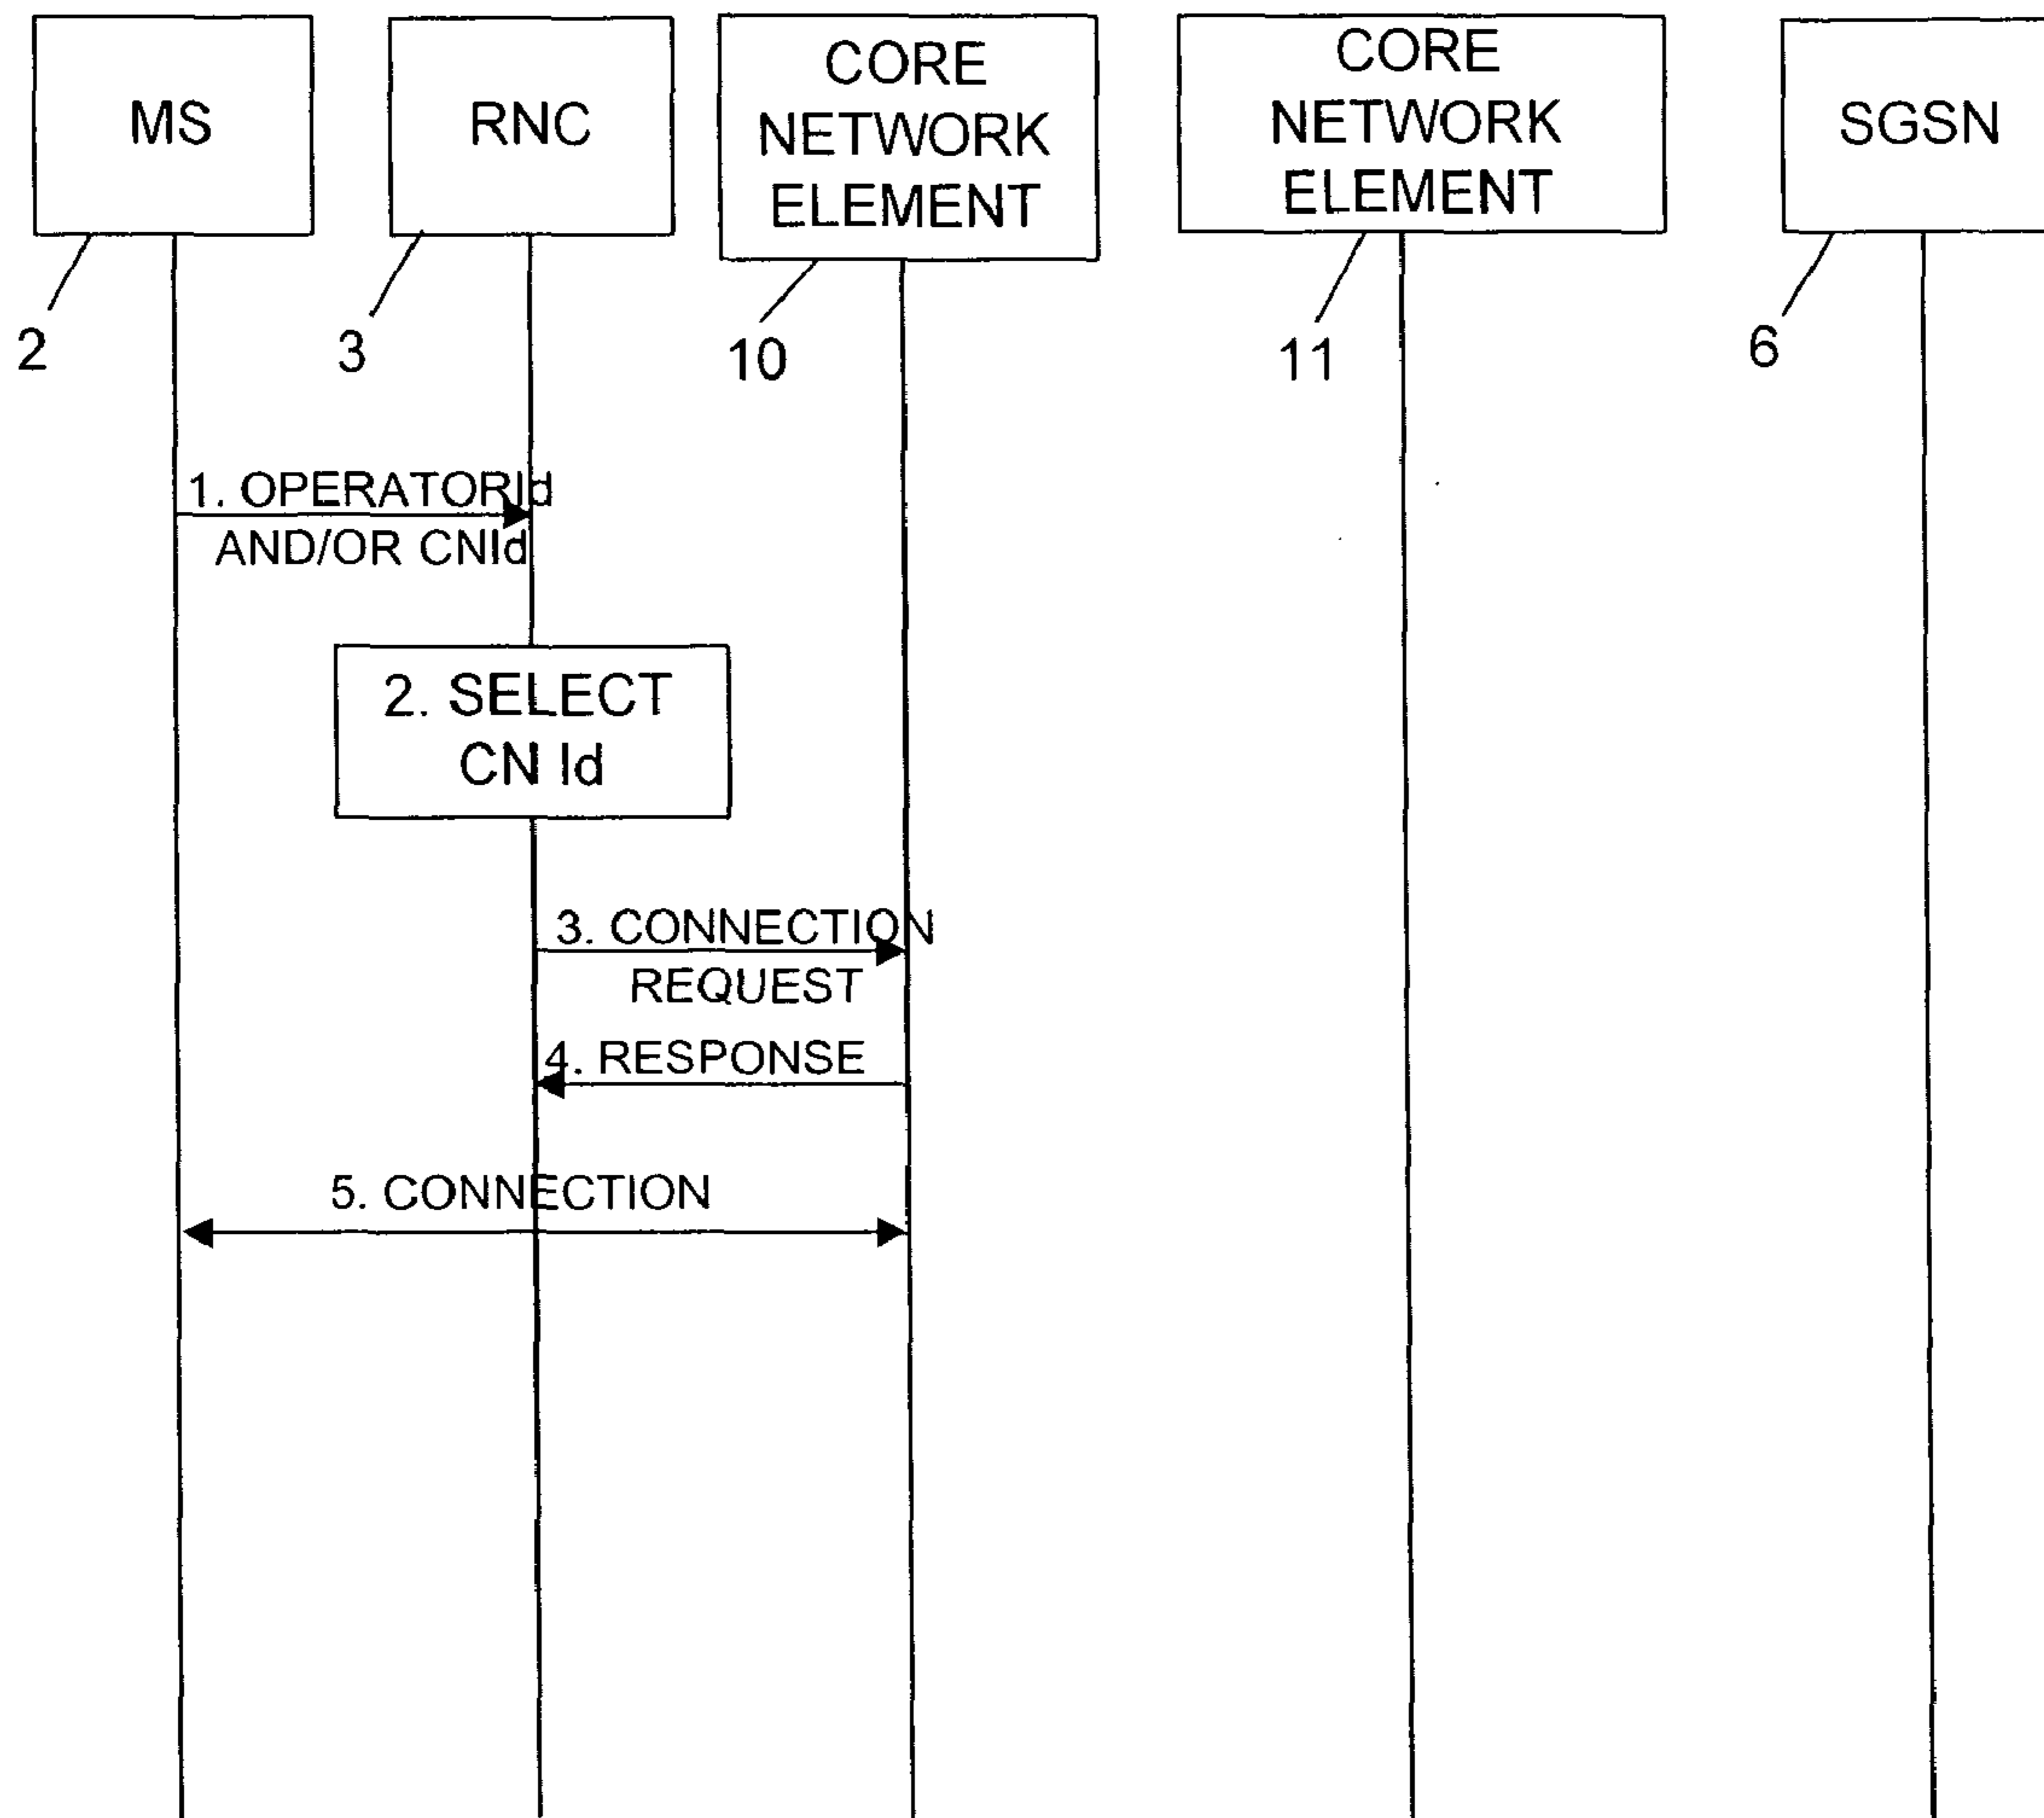 MS
RNC
CORE
NETWORK
ELEMENT
CORE
NETWORK
ELEMENT
SGSN
2
3
10
11
6
1. OPERATORId
AND/OR CNId
2. SELECT
CN Id
3. CONNECTION
REQUEST
4. RESPONSE
5. CONNECTION